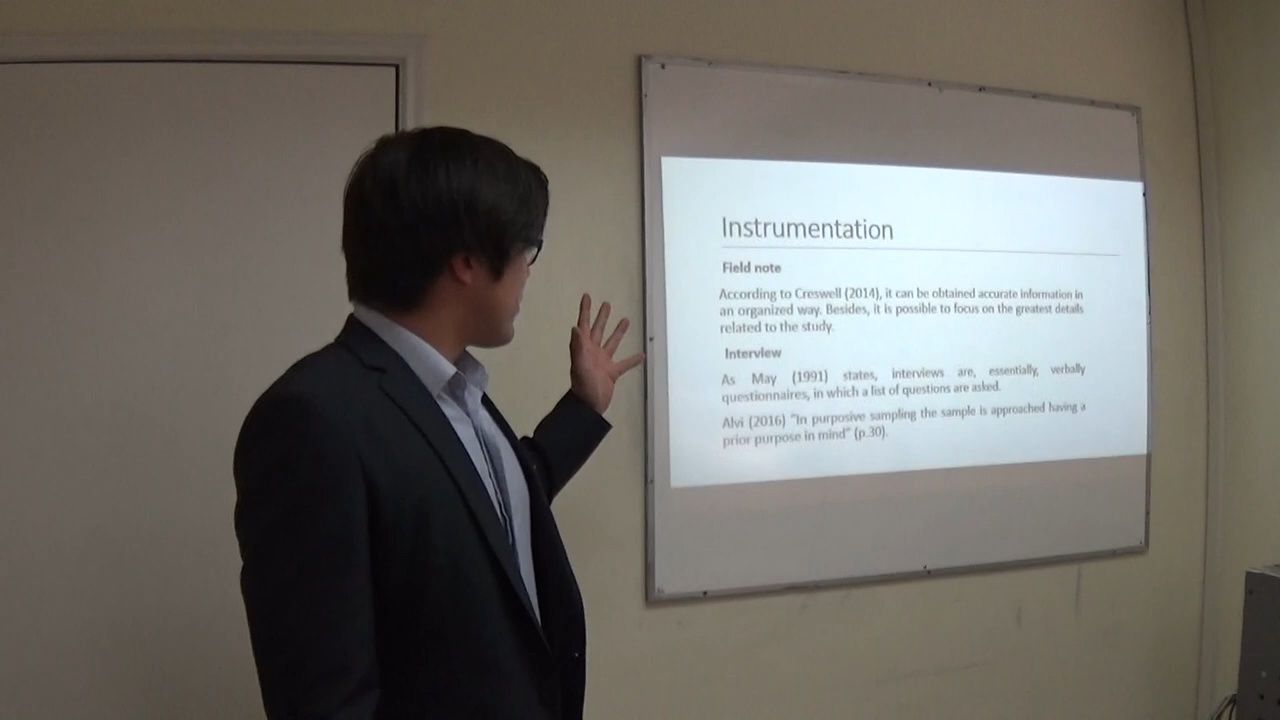 Instrumentation
Field note
According to Creswell (2014), it can be obtained accurate information in
an organized way. Besides, it is possible to focus on the greatest details
related to the study.
Interview
As May (1991) states, interviews are, essentially, verbally
questionnaires, in which a list of questions are asked.
Alvi (2016) "In purposive sampling the sample is approached having a
prior purpose in mind" (p.30).